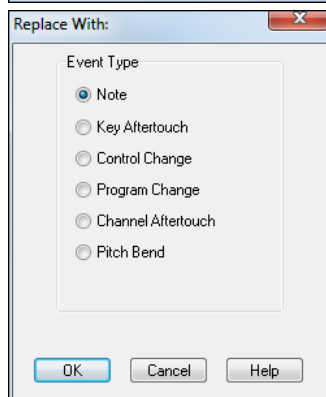 Replace With:
Event Type
Note
Key Aftertouch
Control Change
Program Change
Channel Aftertouch
Pitch Bend
OK Cancel Help